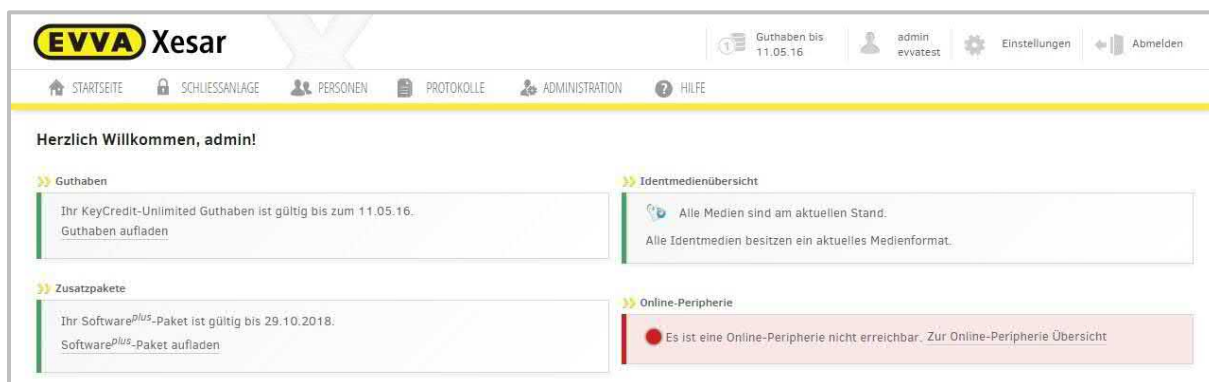 EVVA Xesar
1
Guthaben bis
11.05.16
admin
evvatest
Einstellungen
Abmelden
STARTSEITE
SCHLIESSANLAGE
PERSONEN
PROTOKOLLE
ADMINISTRATION
? HILFE
Herzlich Willkommen, admin!
Guthaben
Ihr KeyCredit-Unlimited Guthaben ist gültig bis zum 11.05.16.
Guthaben aufladen
Zusatzpakete
Ihr Softwareplus-Paket ist gültig bis 29.10.2018.
Softwareplus-Paket aufladen
Identmedienübersicht
Alle Medien sind am aktuellen Stand.
Alle Identmedien besitzen ein aktuelles Medienformat.
Online-Peripherie
Es ist eine Online-Peripherie nicht erreichbar. Zur Online-Peripherie Übersicht